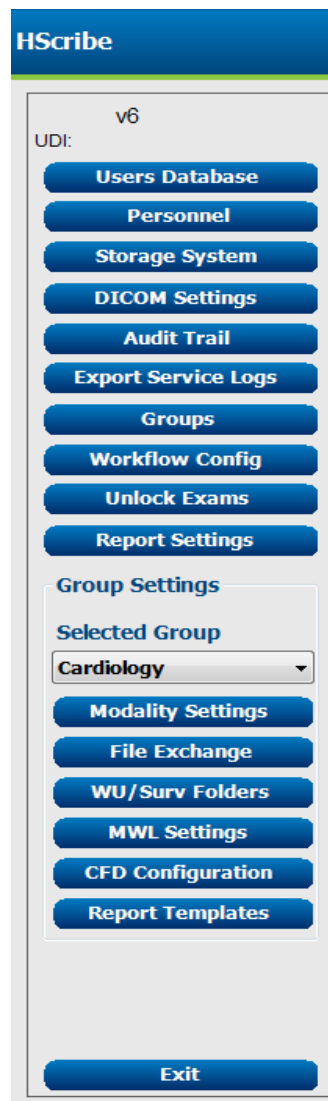 HScribe
v6
UDI:
Users Database
Personnel
Storage System
DICOM Settings
Audit Trail
Export Service Logs
Groups
Workflow Config
Unlock Exams
Report Settings
Group Settings
Selected Group
Cardiology
Modality Settings
File Exchange
WU/Surv Folders
MWL Settings
CFD Configuration
Report Templates
Exit